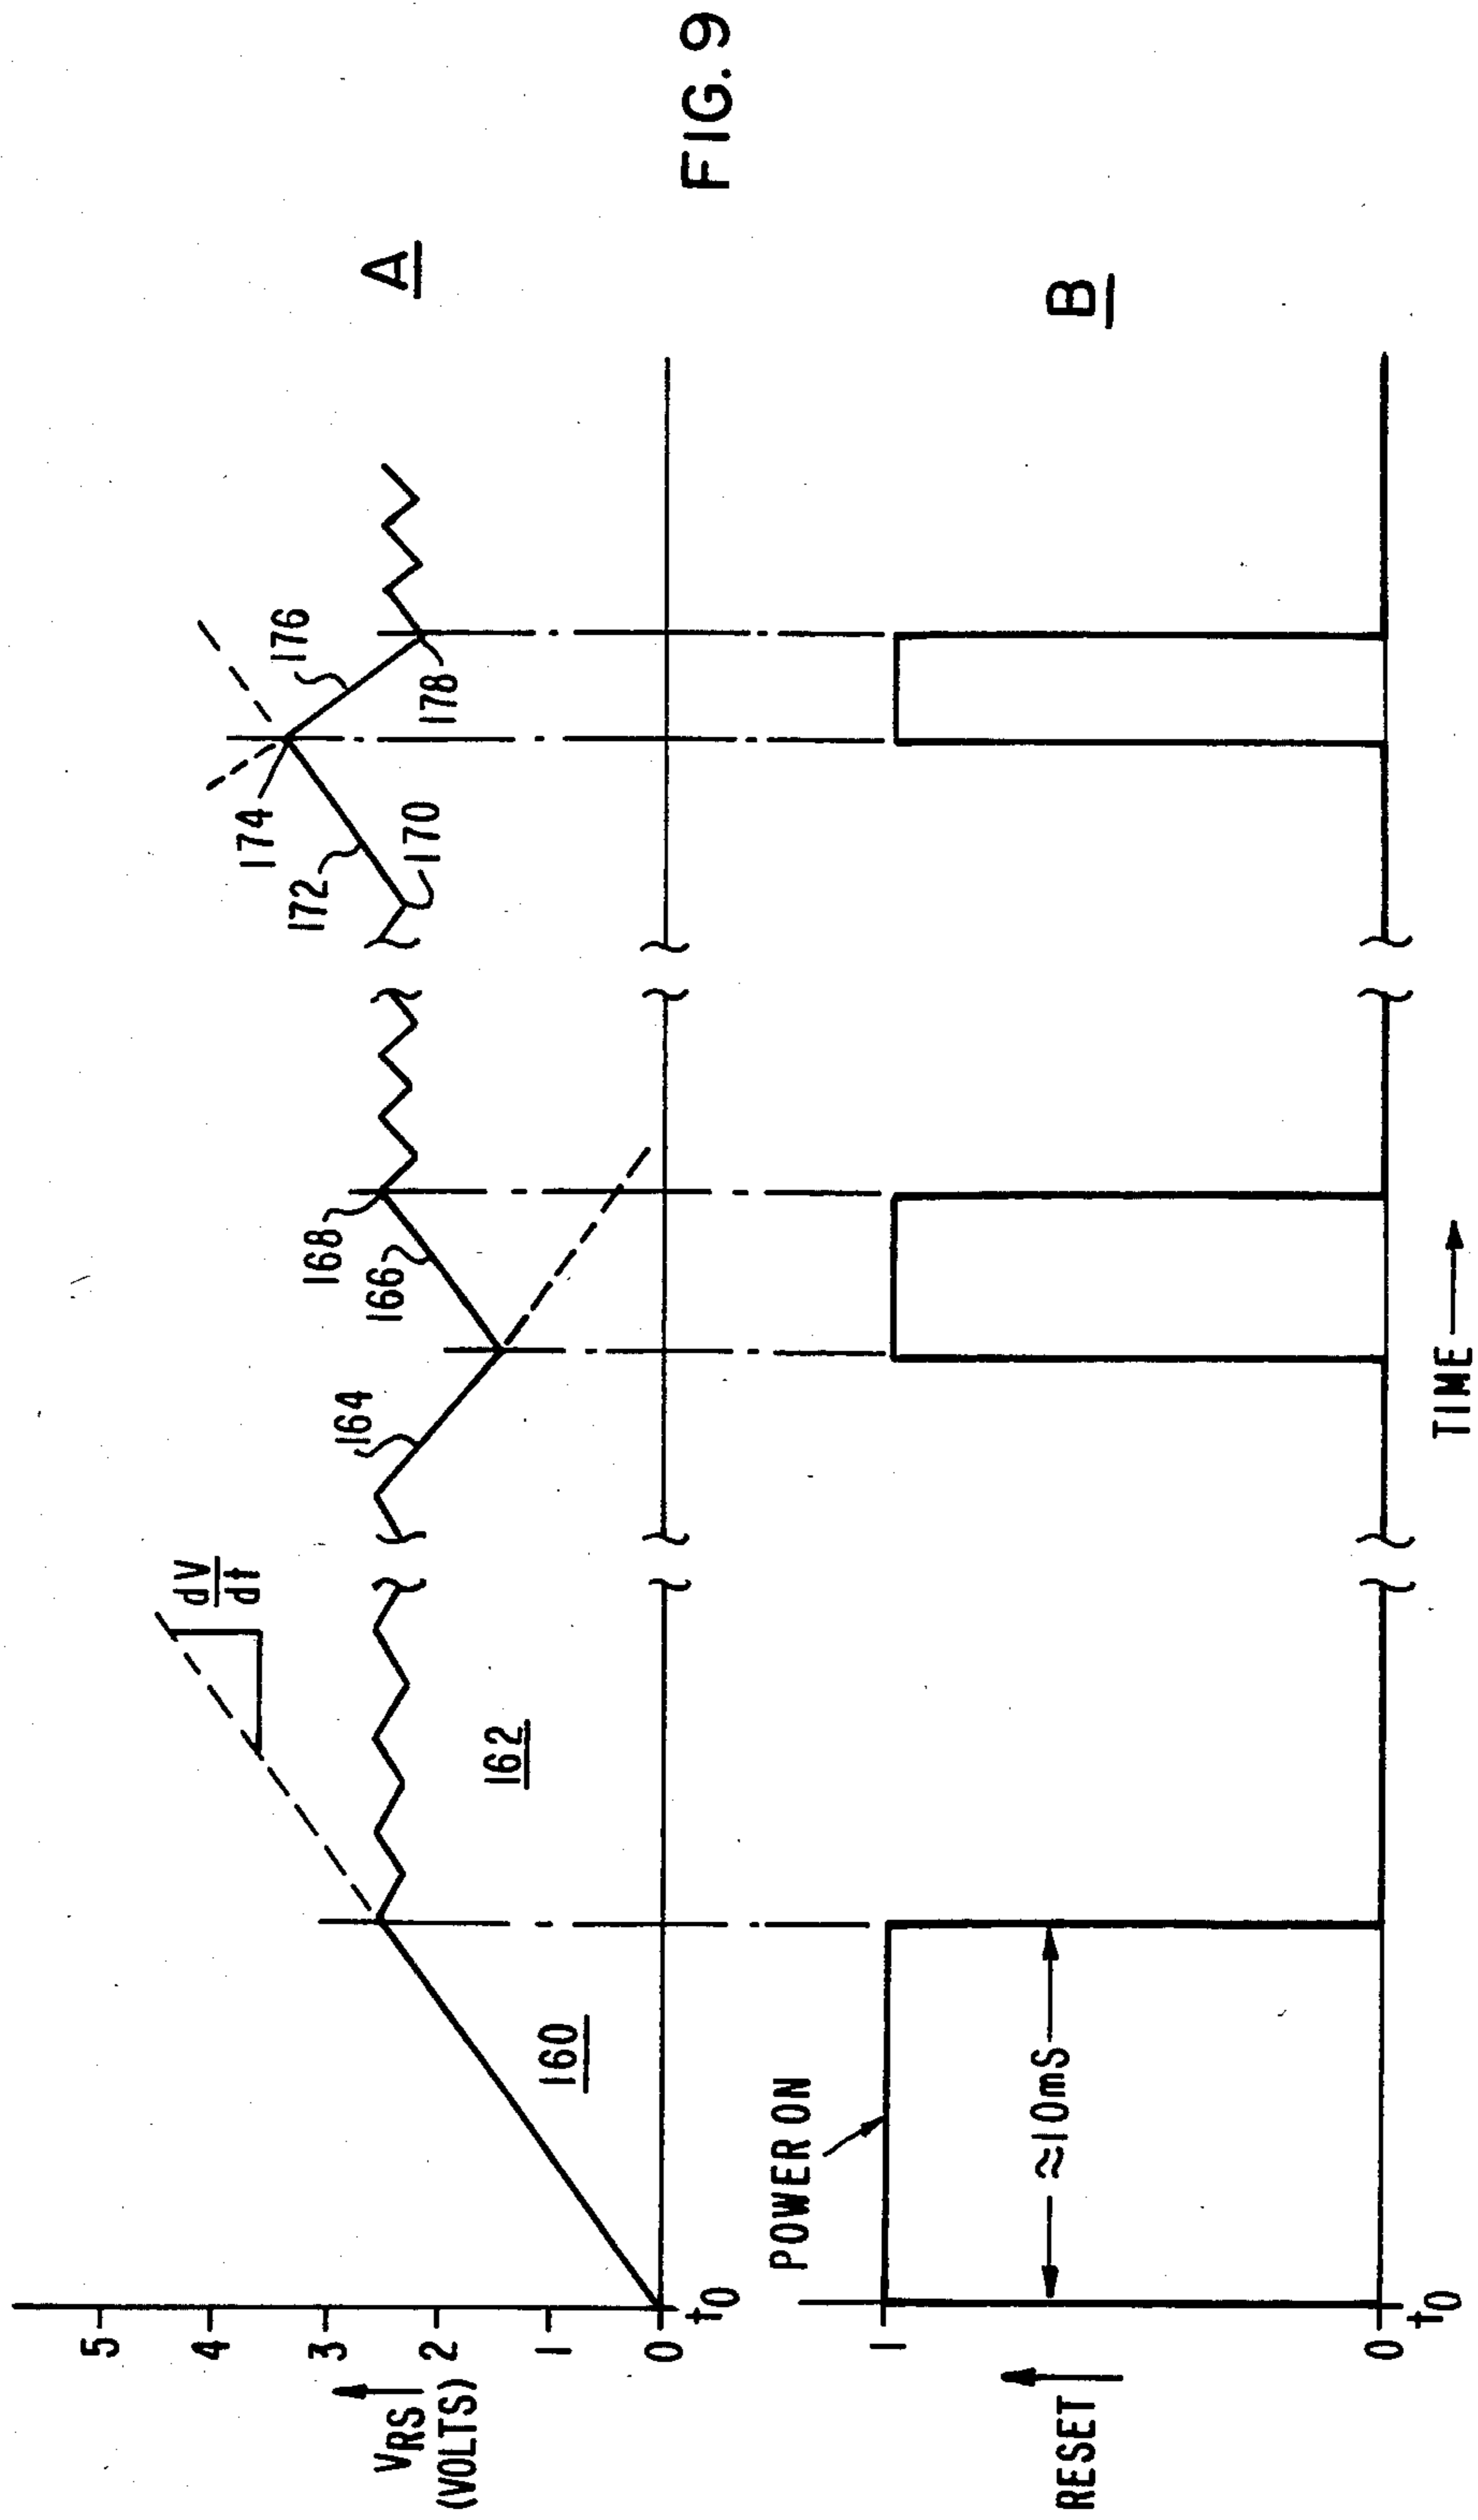 FIG.9
A
5
4
3
2
1
0
VRS
(VOLTS)
t0
dV
dt
160
162
164
166
168
170
172
174
176
178
B
RESET
1
0
t0
POWER ON
≈10mS
TIME